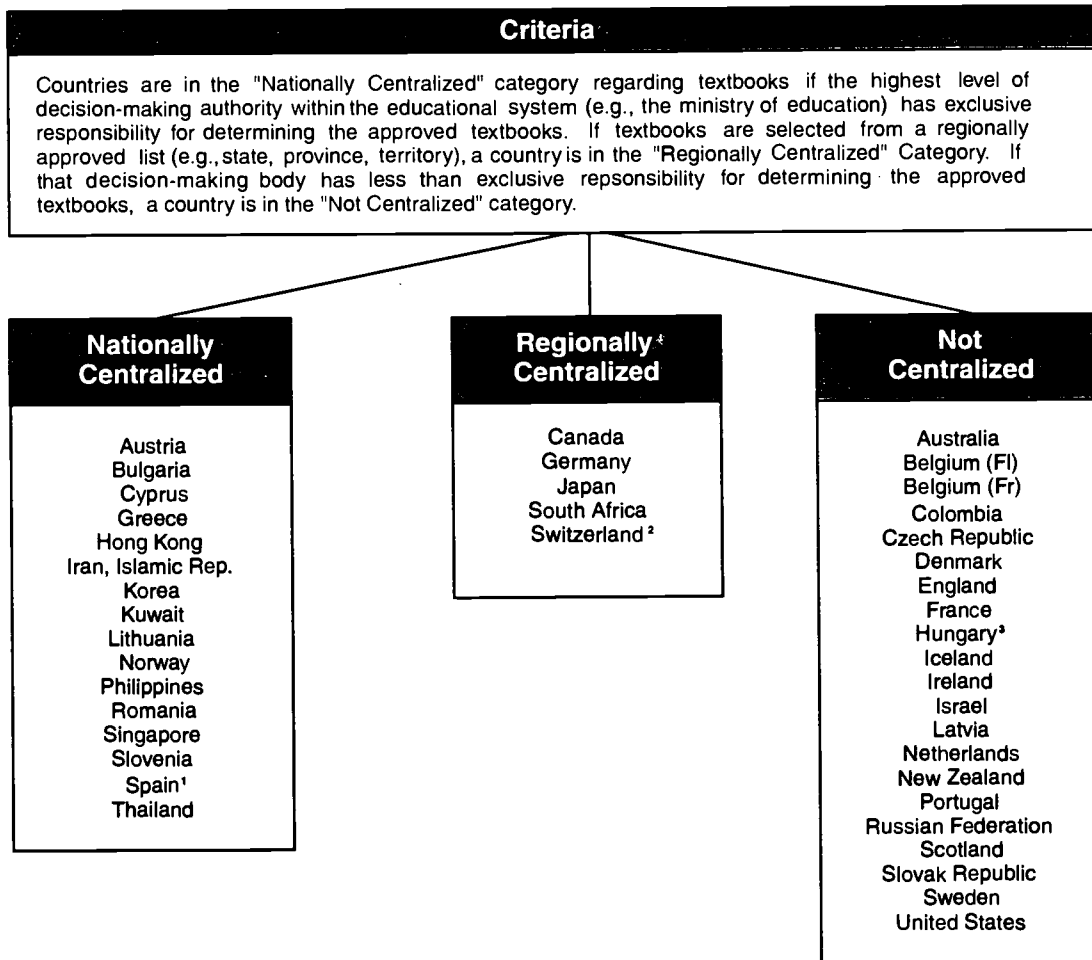 Criteria
Countries are in the "Nationally Centralized" category regarding textbooks if the highest level of
decision-making authority within the educational system (e.g., the ministry of education) has exclusive
responsibility for determining the approved textbooks. If textbooks are selected from a regionally
approved list (e.g., state, province, territory), a country is in the "Regionally Centralized" Category. If
that decision-making body has less than exclusive repsonsibility for determining the approved
textbooks, a country is in the "Not Centralized" category.
Nationally
Centralized
Austria
Bulgaria
Cyprus
Greece
Hong Kong
Iran, Islamic Rep.
Korea
Kuwait
Lithuania
Norway
Philippines
Romania
Singapore
Slovenia
Spain¹
Thailand
Regionally
Centralized
Canada
Germany
Japan
South Africa
Switzerland ²
Not
Centralized
Australia
Belgium (Fl)
Belgium (Fr)
Colombia
Czech Republic
Denmark
England
France
Hungary³
Iceland
Ireland
Israel
Latvia
Netherlands
New Zealand
Portugal
Russian Federation
Scotland
Slovak Republic
Sweden
United States